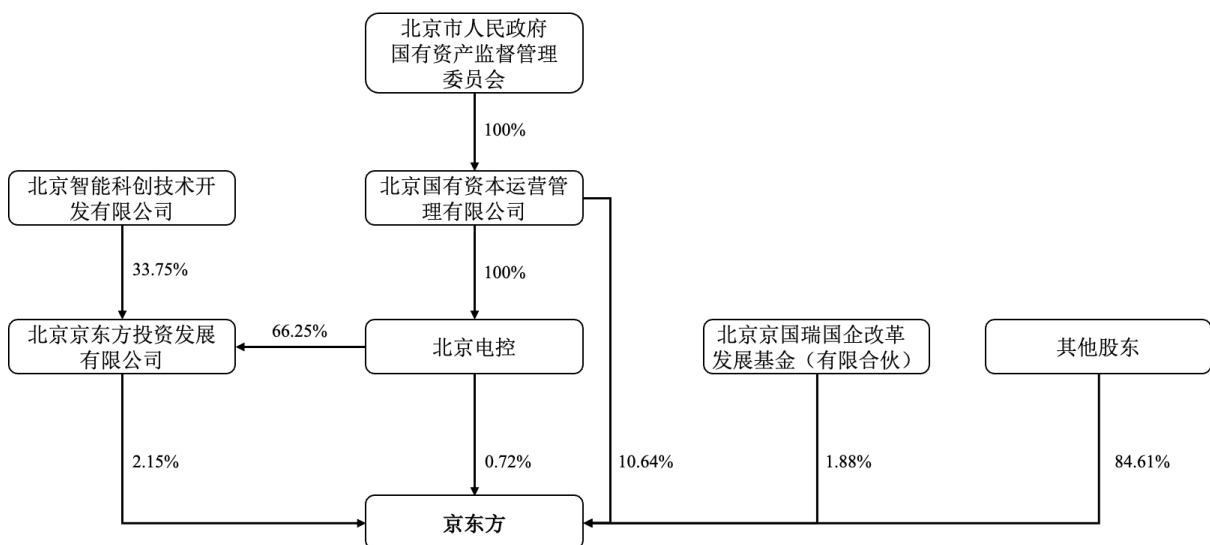 北京市人民政府
国有资产监督管理
委员会
100%
北京智能科创技术开
发有限公司
北京国有资本运营管
理有限公司
33.75%
100%
北京京东方投资发展
有限公司
66.25%
北京电控
北京京国瑞国企改革
发展基金（有限合伙）
其他股东
2.15%
0.72%
10.64%
1.88%
84.61%
京东方